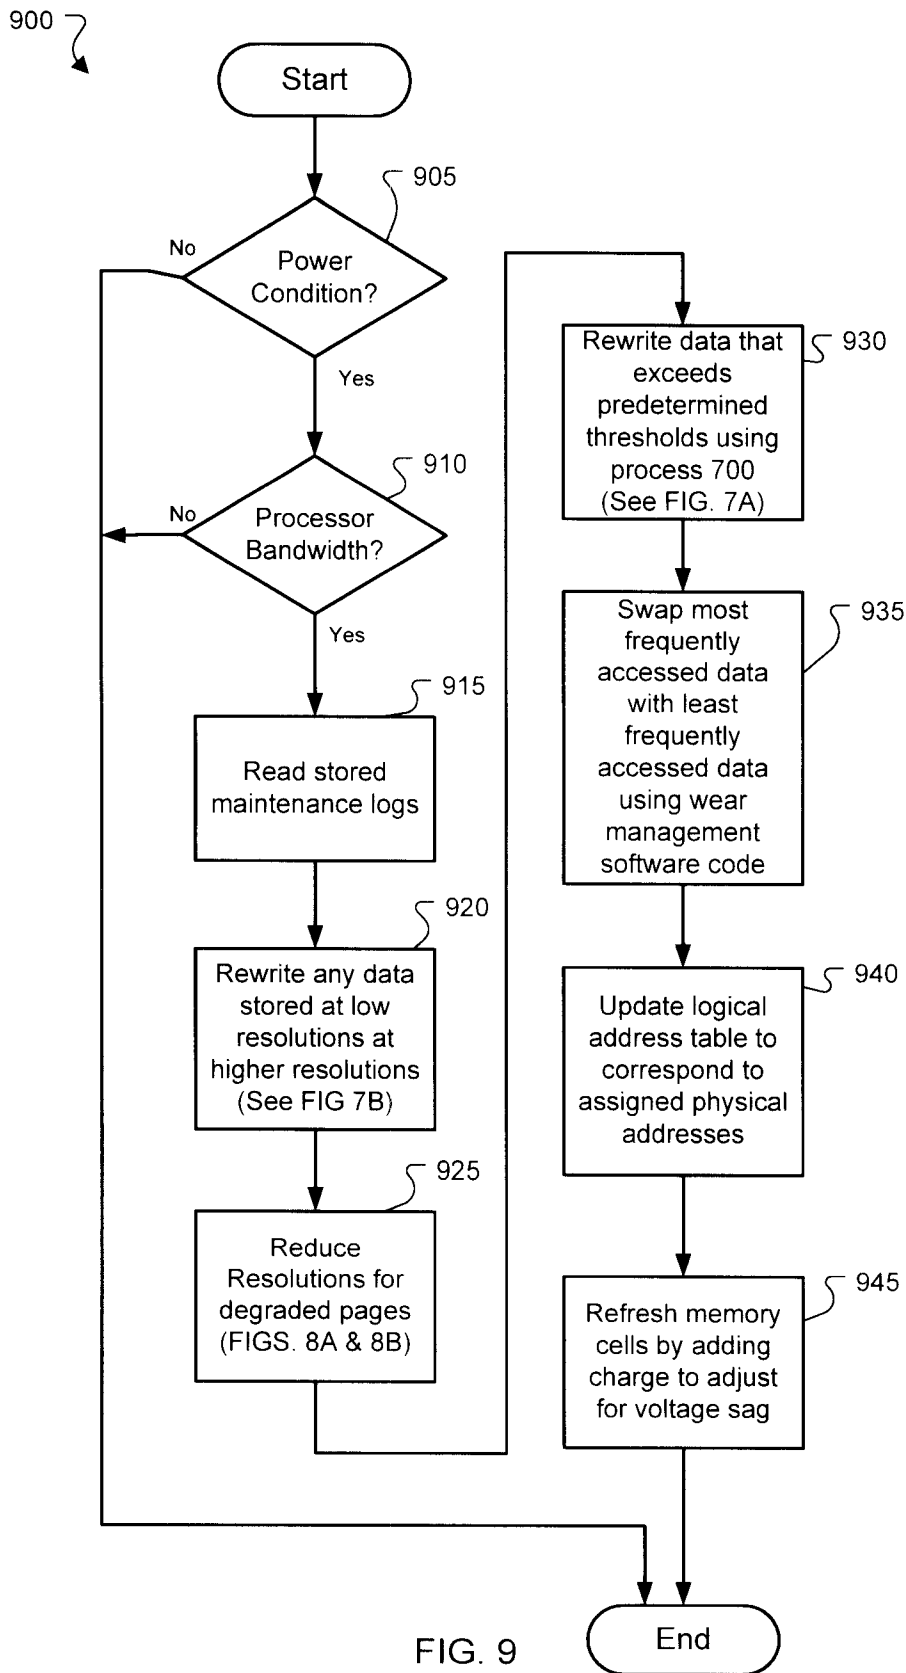 900
Start
905
No
Power
Condition?
Yes
910
No
Processor
Bandwidth?
Yes
915
Read stored
maintenance logs
920
Rewrite any data
stored at low
resolutions at
higher resolutions
(See FIG 7B)
925
Reduce
Resolutions for
degraded pages
(FIGS. 8A & 8B)
930
Rewrite data that
exceeds
predetermined
thresholds using
process 700
(See FIG. 7A)
935
Swap most
frequently
accessed data
with least
frequently
accessed data
using wear
management
software code
940
Update logical
address table to
correspond to
assigned physical
addresses
945
Refresh memory
cells by adding
charge to adjust
for voltage sag
End
FIG. 9